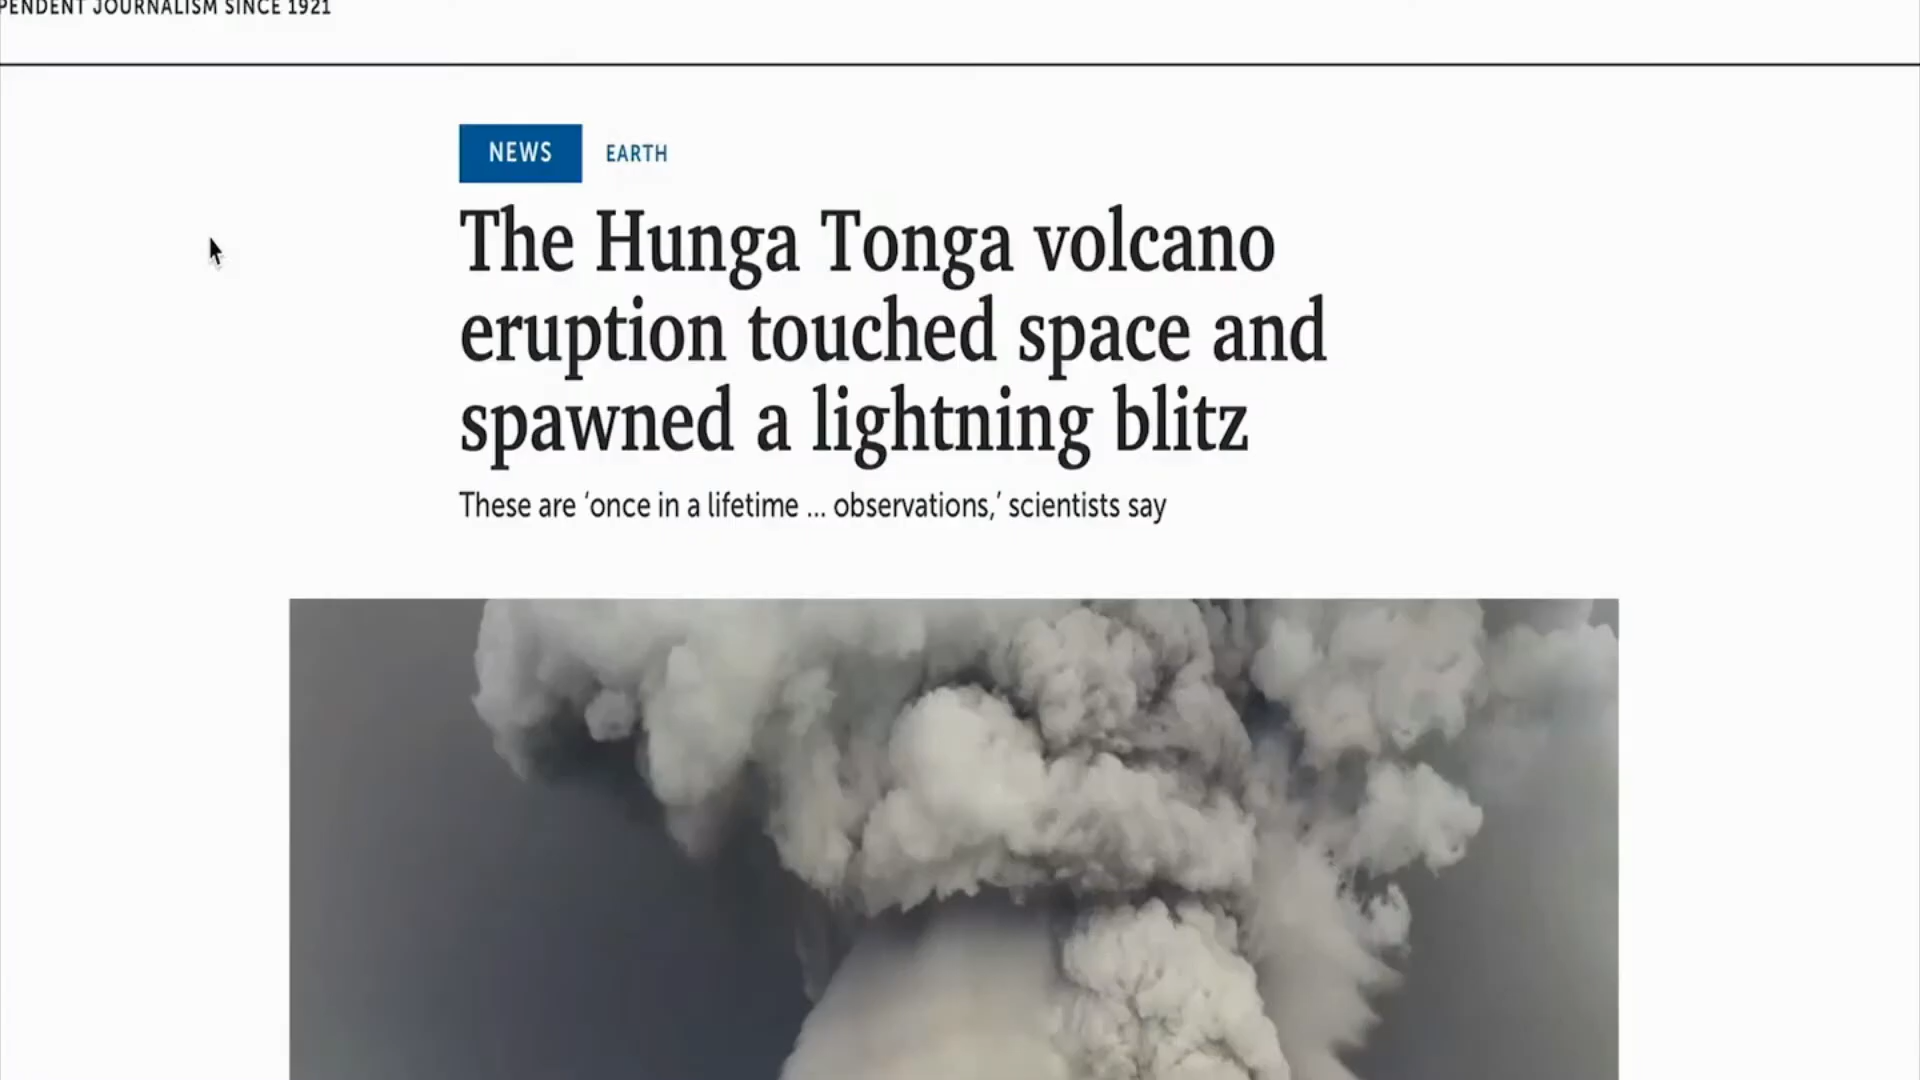 PENDENT JOURNALISM SINCE 1921
NEWS EARTH
The Hunga Tonga volcano
eruption touched space and
spawned a lightning blitz
These are ‘once in a lifetime ... observations,’ scientists say